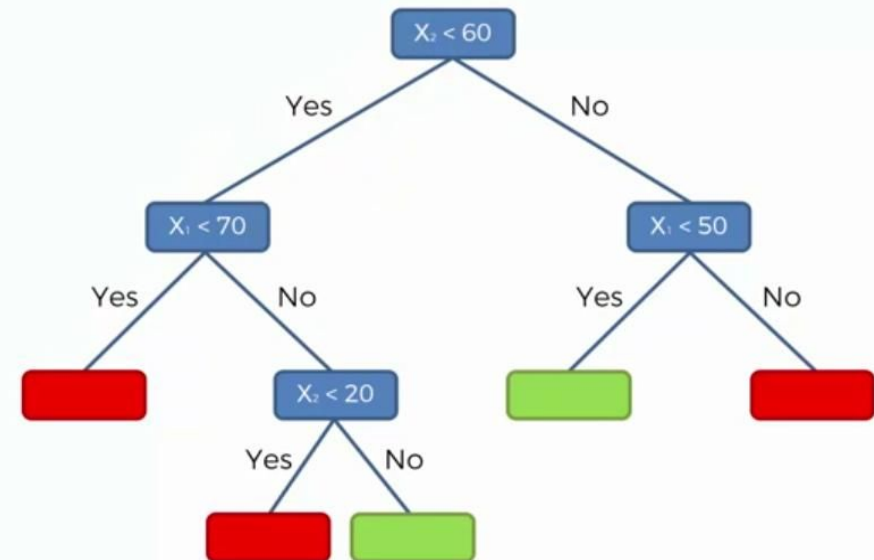 X₂ < 60
Yes
No
X₁ < 70
X₁ < 50
Yes
No
Yes
No
X₂ < 20
Yes
No